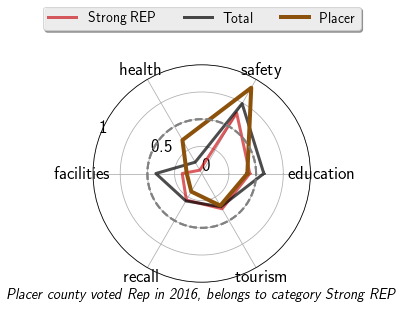 Strong REP Total Placer
health safety
1
0.5
0
facilities education
recall tourism
Placer county voted Rep in 2016, belongs to category Strong REP